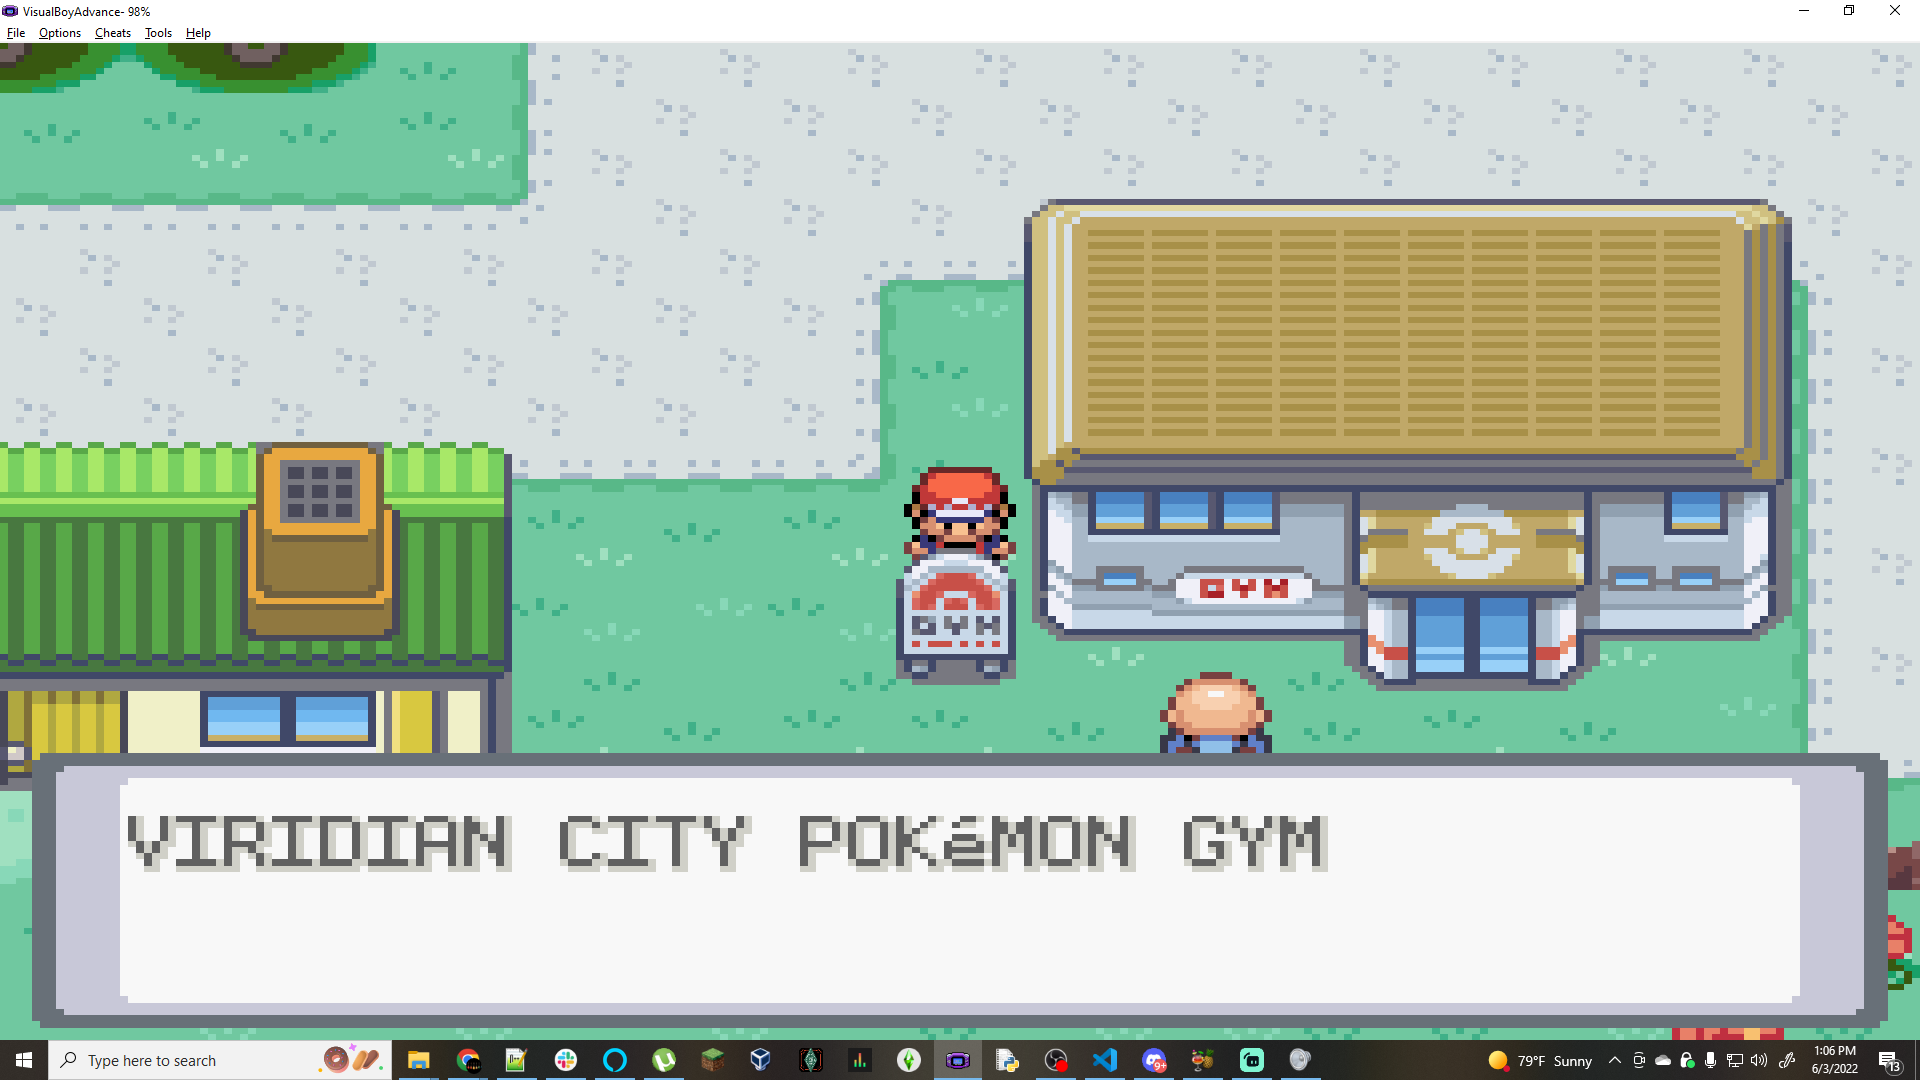 VisualBoyAdvance- 98%
File Options Cheats Tools Help
GYM
GYM
VIRIDIAN CITY POKéMON GYM
Type here to search
9+
79°F Sunny
1:06 PM
6/3/2022
13